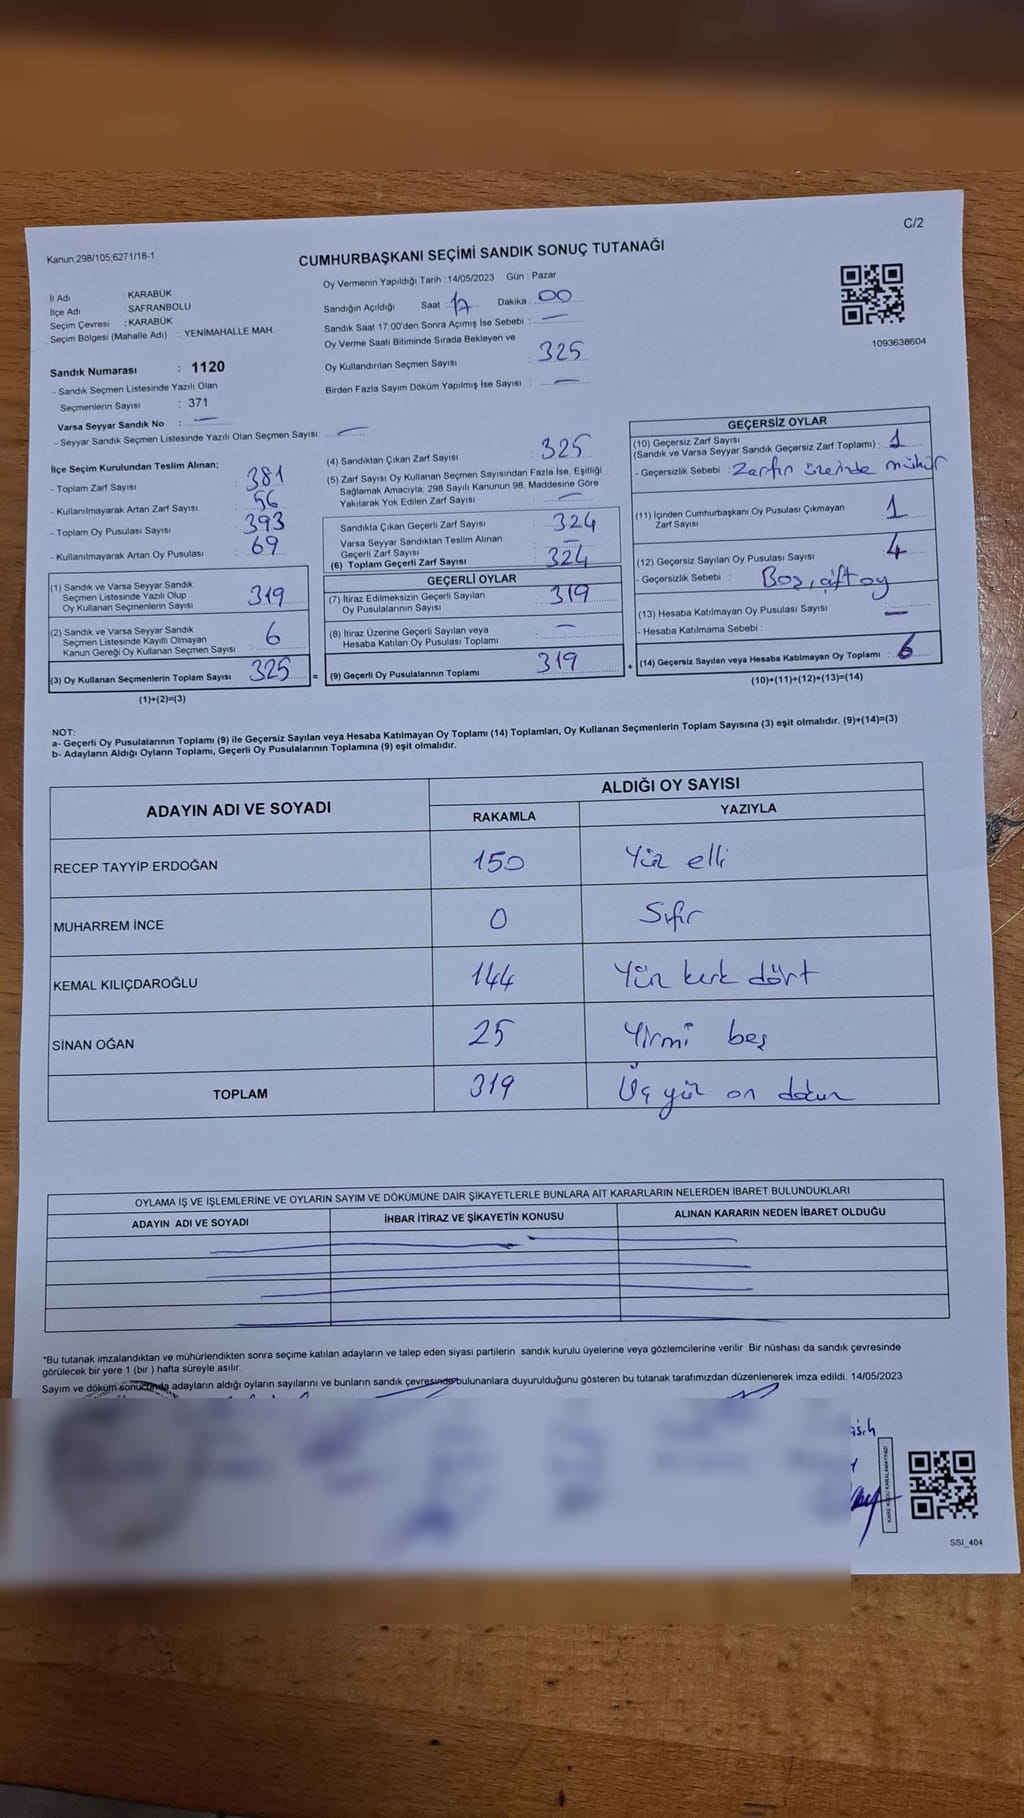 C/2
Kanun,298/105;6271/18-1
CUMHURBAŞKANI SEÇİMİ SANDIK SONUÇ TUTANAĞI
İl Adı : KARABÜK
İlçe Adı : SAFRANBOLU
Seçim Çevresi : KARABÜK
Seçim Bölgesi (Mahalle Adı) : YENİMAHALLE MAH.
Sandık Numarası : 1120
- Sandık Seçmen Listesinde Yazılı Olan
Seçmenlerin Sayısı : 371
Varsa Seyyar Sandık No : —
- Seyyar Sandık Seçmen Listesinde Yazılı Olan Seçmen Sayısı: —
Oy Vermenin Yapıldığı Tarih : 14/05/2023 Gün : Pazar
Sandığın Açıldığı Saat : 17 Dakika : 00
Sandık Saat 17:00'den Sonra Açımış İse Sebebi : —
Oy Verme Saati Bitiminde Sırada Bekleyen ve
Oy Kullandırılan Seçmen Sayısı : 325
Birden Fazla Sayım Döküm Yapılmış İse Sayısı : —
1093638604
İlçe Seçim Kurulundan Teslim Alınan;
- Toplam Zarf Sayısı : 381
- Kullanılmayarak Artan Zarf Sayısı : 56
- Toplam Oy Pusulası Sayısı : 393
- Kullanılmayarak Artan Oy Pusulası : 69
(1) Sandık ve Varsa Seyyar Sandık
Seçmen Listesinde Yazılı Olup
Oy Kullanan Seçmenlerin Sayısı : 319
(2) Sandık ve Varsa Seyyar Sandık
Seçmen Listesinde Kayıtlı Olmayan
Kanun Gereği Oy Kullanan Seçmen Sayısı : 6
(3) Oy Kullanan Seçmenlerin Toplam Sayısı : 325 =
(1)+(2)=(3)
(4) Sandıktan Çıkan Zarf Sayısı : 325
(5) Zarf Sayısı Oy Kullanan Seçmen Sayısından Fazla İse, Eşitliği
Sağlamak Amacıyla, 298 Sayılı Kanunun 98. Maddesine Göre
Yakılarak Yok Edilen Zarf Sayısı : —
Sandıkta Çıkan Geçerli Zarf Sayısı : 324
Varsa Seyyar Sandıktan Teslim Alınan
Geçerli Zarf Sayısı : —
(6) Toplam Geçerli Zarf Sayısı : 324
GEÇERLİ OYLAR
(7) İtiraz Edilmeksizin Geçerli Sayılan
Oy Pusulalarının Sayısı : 319
(8) İtiraz Üzerine Geçerli Sayılan veya
Hesaba Katılan Oy Pusulası Toplamı : —
(9) Geçerli Oy Pusulalarının Toplamı : 319 +
GEÇERSİZ OYLAR
(10) Geçersiz Zarf Sayısı
(Sandık ve Varsa Seyyar Sandık Geçersiz Zarf Toplamı) : 1
- Geçersizlik Sebebi : Zarfın üzerinde mühür
(11) İçinden Cumhurbaşkanı Oy Pusulası Çıkmayan
Zarf Sayısı : 1
(12) Geçersiz Sayılan Oy Pusulası Sayısı : 4
- Geçersizlik Sebebi : Boş, çift oy
(13) Hesaba Katılmayan Oy Pusulası Sayısı : —
- Hesaba Katılmama Sebebi :
(14) Geçersiz Sayılan veya Hesaba Katılmayan Oy Toplamı : 6
(10)+(11)+(12)+(13)=(14)
NOT:
a- Geçerli Oy Pusulalarının Toplamı (9) ile Geçersiz Sayılan veya Hesaba Katılmayan Oy Toplamı (14) Toplamları, Oy Kullanan Seçmenlerin Toplam Sayısına (3) eşit olmalıdır. (9)+(14)=(3)
b- Adayların Aldığı Oyların Toplamı, Geçerli Oy Pusulalarının Toplamına (9) eşit olmalıdır.
ADAYIN ADI VE SOYADI ALDIĞI OY SAYISI
RAKAMLA YAZIYLA
RECEP TAYYİP ERDOĞAN 150 Yüz elli
MUHARREM İNCE 0 Sıfır
KEMAL KILIÇDAROĞLU 144 Yüz kırk dört
SİNAN OĞAN 25 Yirmi beş
TOPLAM 319 Üç yüz on dokuz
OYLAMA İŞ VE İŞLEMLERİNE VE OYLARIN SAYIM VE DÖKÜMÜNE DAİR ŞİKAYETLERLE BUNLARA AİT KARARLARIN NELERDEN İBARET BULUNDUKLARI
ADAYIN ADI VE SOYADI İHBAR İTİRAZ VE ŞİKAYETİN KONUSU ALINAN KARARIN NEDEN İBARET OLDUĞU
*Bu tutanak imzalandıktan ve mühürlendikten sonra seçime katılan adayların ve talep eden siyasi partilerin sandık kurulu üyelerine veya gözlemcilerine verilir .Bir nüshası da sandık çevresinde
görülecek bir yere 1 (bir ) hafta süreyle asılır.
Sayım ve döküm sonucunda adayların aldığı oyların sayılarını ve bunların sandık çevresinde bulunanlara duyurulduğunu gösteren bu tutanak tarafımızdan düzenlenerek imza edildi. 14/05/2023
KARE KODU KARALAMAYINIZ!
SSI_404